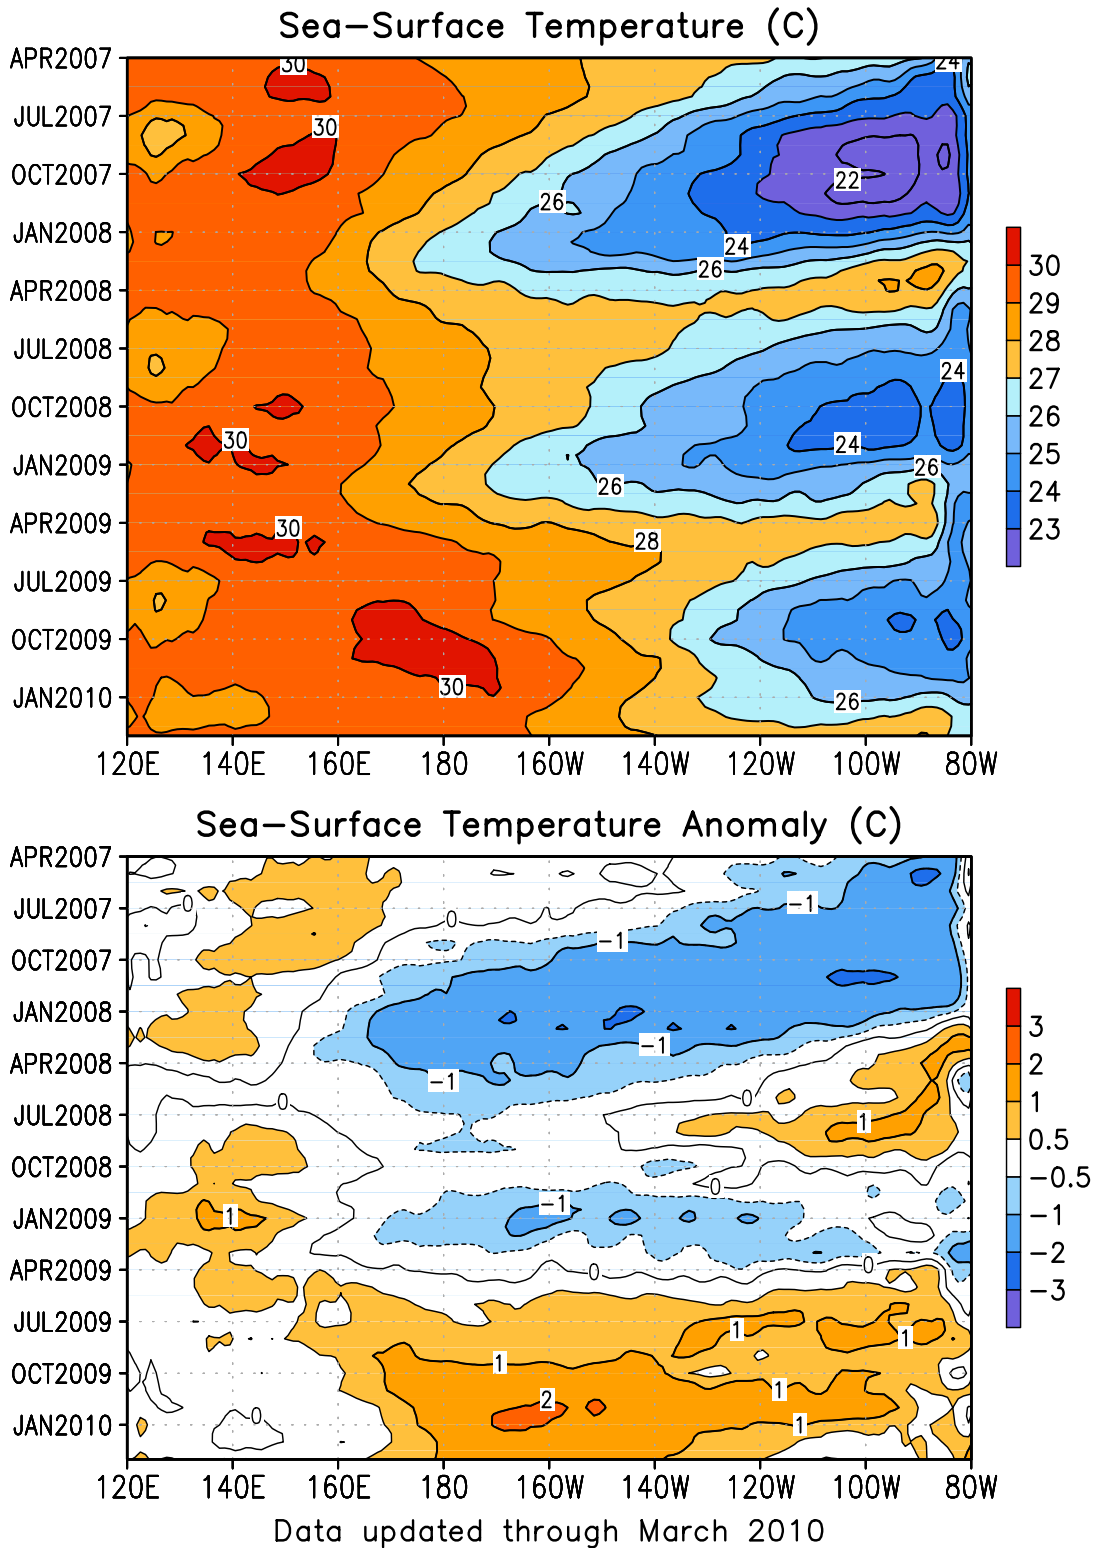 Sea-Surface Temperature (C)
APR2007
JUL2007
OCT2007
JAN2008
APR2008
JUL2008
OCT2008
JAN2009
APR2009
JUL2009
OCT2009
JAN2010
30
24
30
22
26
24
26
24
30
24
26
26
30
28
30
26
120E 140E 160E 180 160W 140W 120W 100W 80W
30
29
28
27
26
25
24
23
Sea-Surface Temperature Anomaly (C)
APR2007
JUL2007
OCT2007
JAN2008
APR2008
JUL2008
OCT2008
JAN2009
APR2009
JUL2009
OCT2009
JAN2010
0
-1
0
-1
-1
-1
0
0
1
0
-1
1
0
0
1
1
1
1
2
0
1
120E 140E 160E 180 160W 140W 120W 100W 80W
3
2
1
0.5
-0.5
-1
-2
-3
Data updated through March 2010